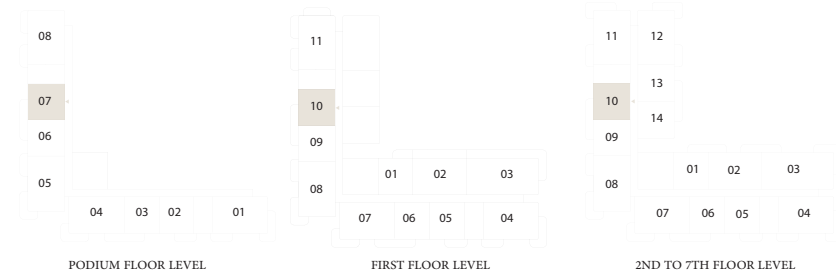 08
07
06
05
04 03 02 01
PODIUM FLOOR LEVEL
11
10
09
08
01 02 03
07 06 05 04
FIRST FLOOR LEVEL
11 12
13
10
14
09
08
01 02 03
07 06 05 04
2ND TO 7TH FLOOR LEVEL